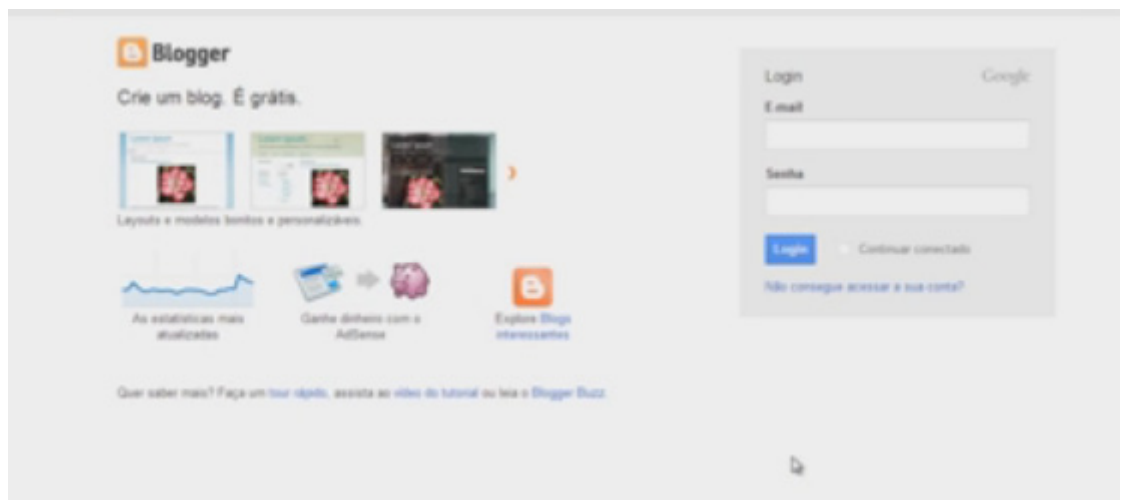 Blogger
Crie um blog. É grátis.
Layouts e modelos bonitos e personalizáveis.
As estatísticas mais
atualizadas
Ganhe dinheiro com o
AdSense
Explore Blogs
interessantes
Quer saber mais? Faça um tour rápido, assista ao vídeo do tutorial ou leia o Blogger Buzz.
Login
Google
E-mail
Senha
Login
Continuar conectado
Não consegue acessar a sua conta?